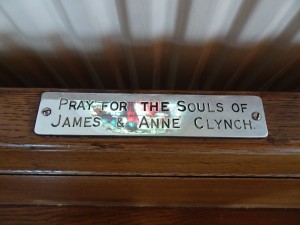 PRAY FOR THE SOULS OF
JAMES & ANNE CLYNCH.